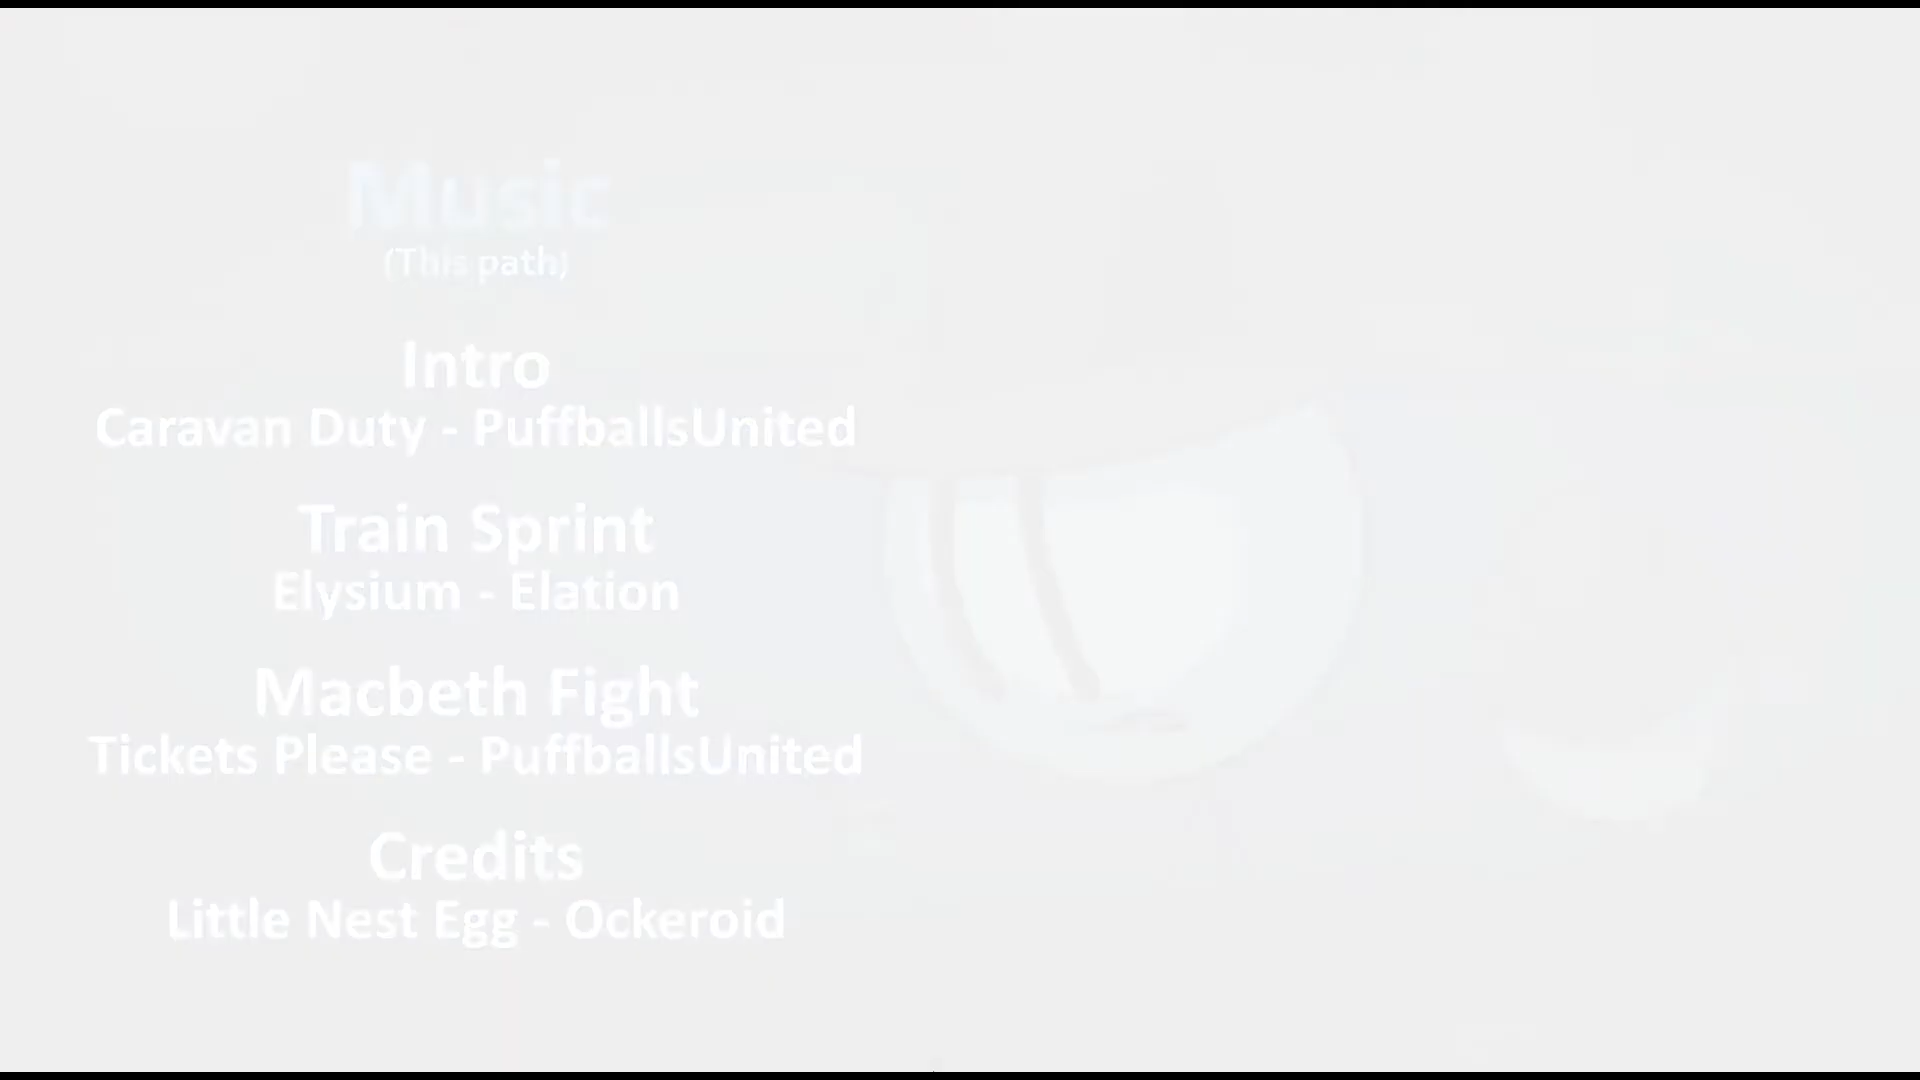 Music
(This path)
Intro
Caravan Duty - PuffballsUnited
Train Sprint
Elysium - Elation
Macbeth Fight
Tickets Please - PuffballsUnited
Credits
Little Nest Egg - Ockeroid